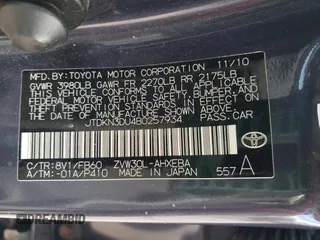 MFD. BY: TOYOTA MOTOR CORPORATION 11/10
GVWR 3980LB GAWR FR 2270LB RR 2175LB
THIS VEHICLE CONFORMS TO ALL APPLICABLE
FEDERAL MOTOR VEHICLE SAFETY, BUMPER, AND
THEFT PREVENTION STANDARDS IN EFFECT ON
THE DATE OF MANUFACTURE SHOWN ABOVE.
JTDKN3DU4B0257934 PASS.CAR
TOYOTA
C/TR: 8V1/FB60 ZVW30L-AHXEBA
A/TM: -01A/P410 MADE IN JAPAN 557 A